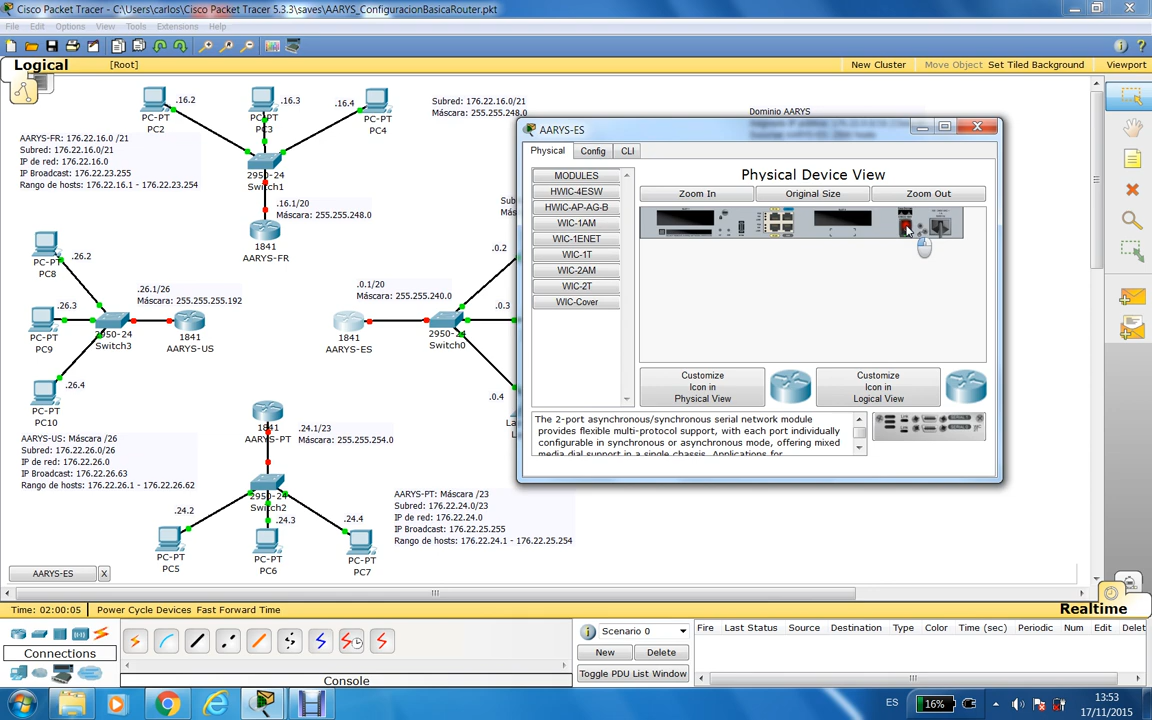 Cisco Packet Tracer - C:\Users\carlos\Cisco Packet Tracer 5.3.3\saves\AARYS_ConfiguracionBasicaRouter.pkt
File Edit Options View Tools Extensions Help
Logical
[Root]
New Cluster
Move Object
Set Tiled Background
Viewport
.16.2
PC-PT
PC2
.16.3
PC-PT
PC3
.16.4
PC-PT
PC4
Subred: 176.22.16.0/21
Máscara: 255.255.248.0
Dominio AARYS
AARYS-FR: 176.22.16.0 /21
Subred: 176.22.16.0/21
IP de red: 176.22.16.0
IP Broadcast: 176.22.23.255
Rango de hosts: 176.22.16.1 - 176.22.23.254
2950-24
Switch1
.16.1/20
Máscara: 255.255.248.0
1841
AARYS-FR
PC-PT
PC8
.26.2
.26.3
PC-PT
PC9
.26.4
PC-PT
PC10
2950-24
Switch3
.26.1/26
Máscara: 255.255.255.192
1841
AARYS-US
.0.1/20
Máscara: 255.255.240.0
1841
AARYS-ES
2950-24
Switch0
.0.2
.0.3
.0.4
AARYS-US: Máscara /26
Subred: 176.22.26.0/26
IP de red: 176.22.26.0
IP Broadcast: 176.22.26.63
Rango de hosts: 176.22.26.1 - 176.22.26.62
1841
AARYS-PT
.24.1/23
Máscara: 255.255.254.0
2950-24
Switch2
.24.2
.24.3
.24.4
PC-PT
PC5
PC-PT
PC6
PC-PT
PC7
AARYS-PT: Máscara /23
Subred: 176.22.24.0/23
IP de red: 176.22.24.0
IP Broadcast: 176.22.25.255
Rango de hosts: 176.22.24.1 - 176.22.25.254
AARYS-ES
Physical
Config
CLI
MODULES
HWIC-4ESW
HWIC-AP-AG-B
WIC-1AM
WIC-1ENET
WIC-1T
WIC-2AM
WIC-2T
WIC-Cover
Physical Device View
Zoom In
Original Size
Zoom Out
Customize
Icon in
Physical View
Customize
Icon in
Logical View
The 2-port asynchronous/synchronous serial network module
provides flexible multi-protocol support, with each port individually
configurable in synchronous or asynchronous mode, offering mixed
media dial support in a single chassis. Applications for
AARYS-ES
X
Time: 02:00:05
Power Cycle Devices Fast Forward Time
Realtime
Connections
Console
Scenario 0
New
Delete
Toggle PDU List Window
Fire Last Status Source Destination Type Color Time (sec) Periodic Num Edit Delet
ES
16%
13:53
17/11/2015